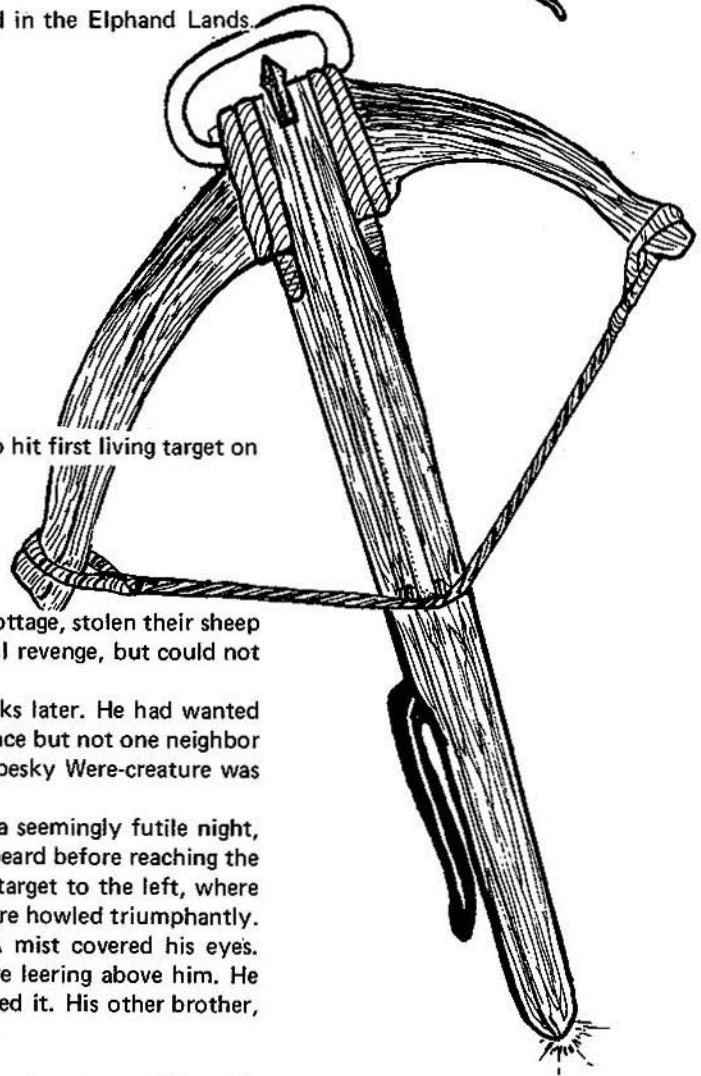 in the Elphand Lands.
hit first living target on
ottage, stolen their sheep
l revenge, but could not
ks later. He had wanted
ce but not one neighbor
pesky Were-creature was
a seemingly futile night,
eard before reaching the
target to the left, where
re howled triumphantly.
mist covered his eyes.
e leering above him. He
ed it. His other brother,